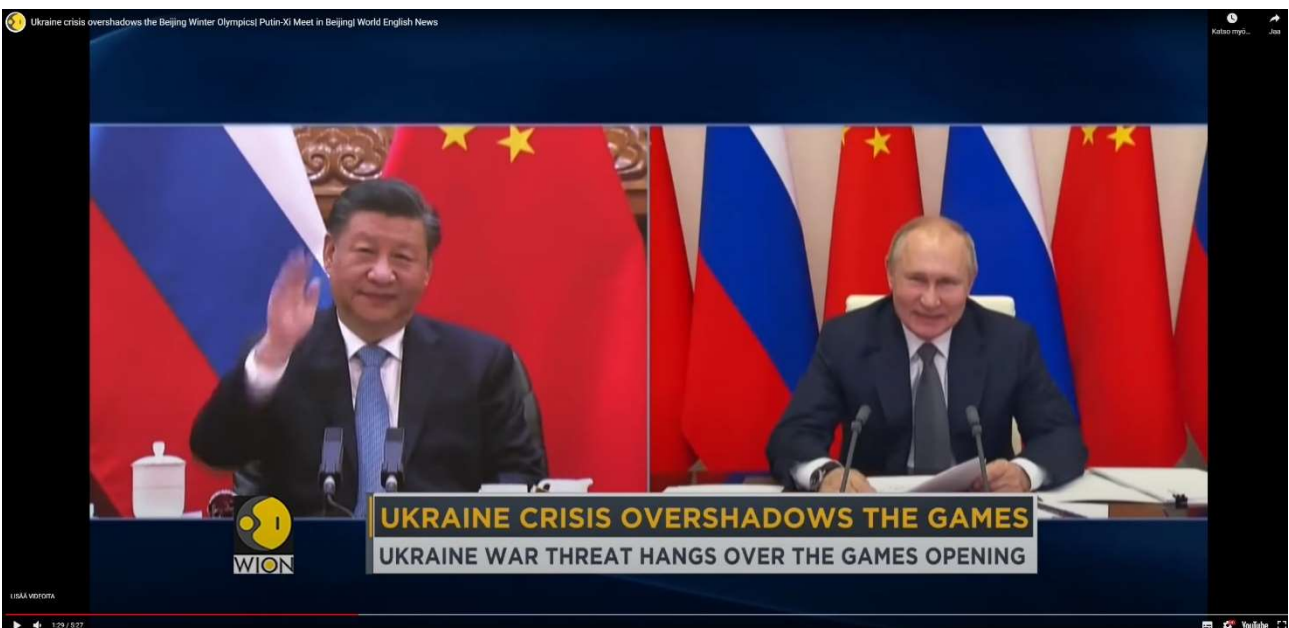 Ukraine crisis overshadows the Beijing Winter Olympics| Putin-Xi Meet in Beijing| World English News
Katso myö...
Jaa
UKRAINE CRISIS OVERSHADOWS THE GAMES
UKRAINE WAR THREAT HANGS OVER THE GAMES OPENING
WION
LISÄÄ VIDEOITA
1:29 / 5:27
YouTube